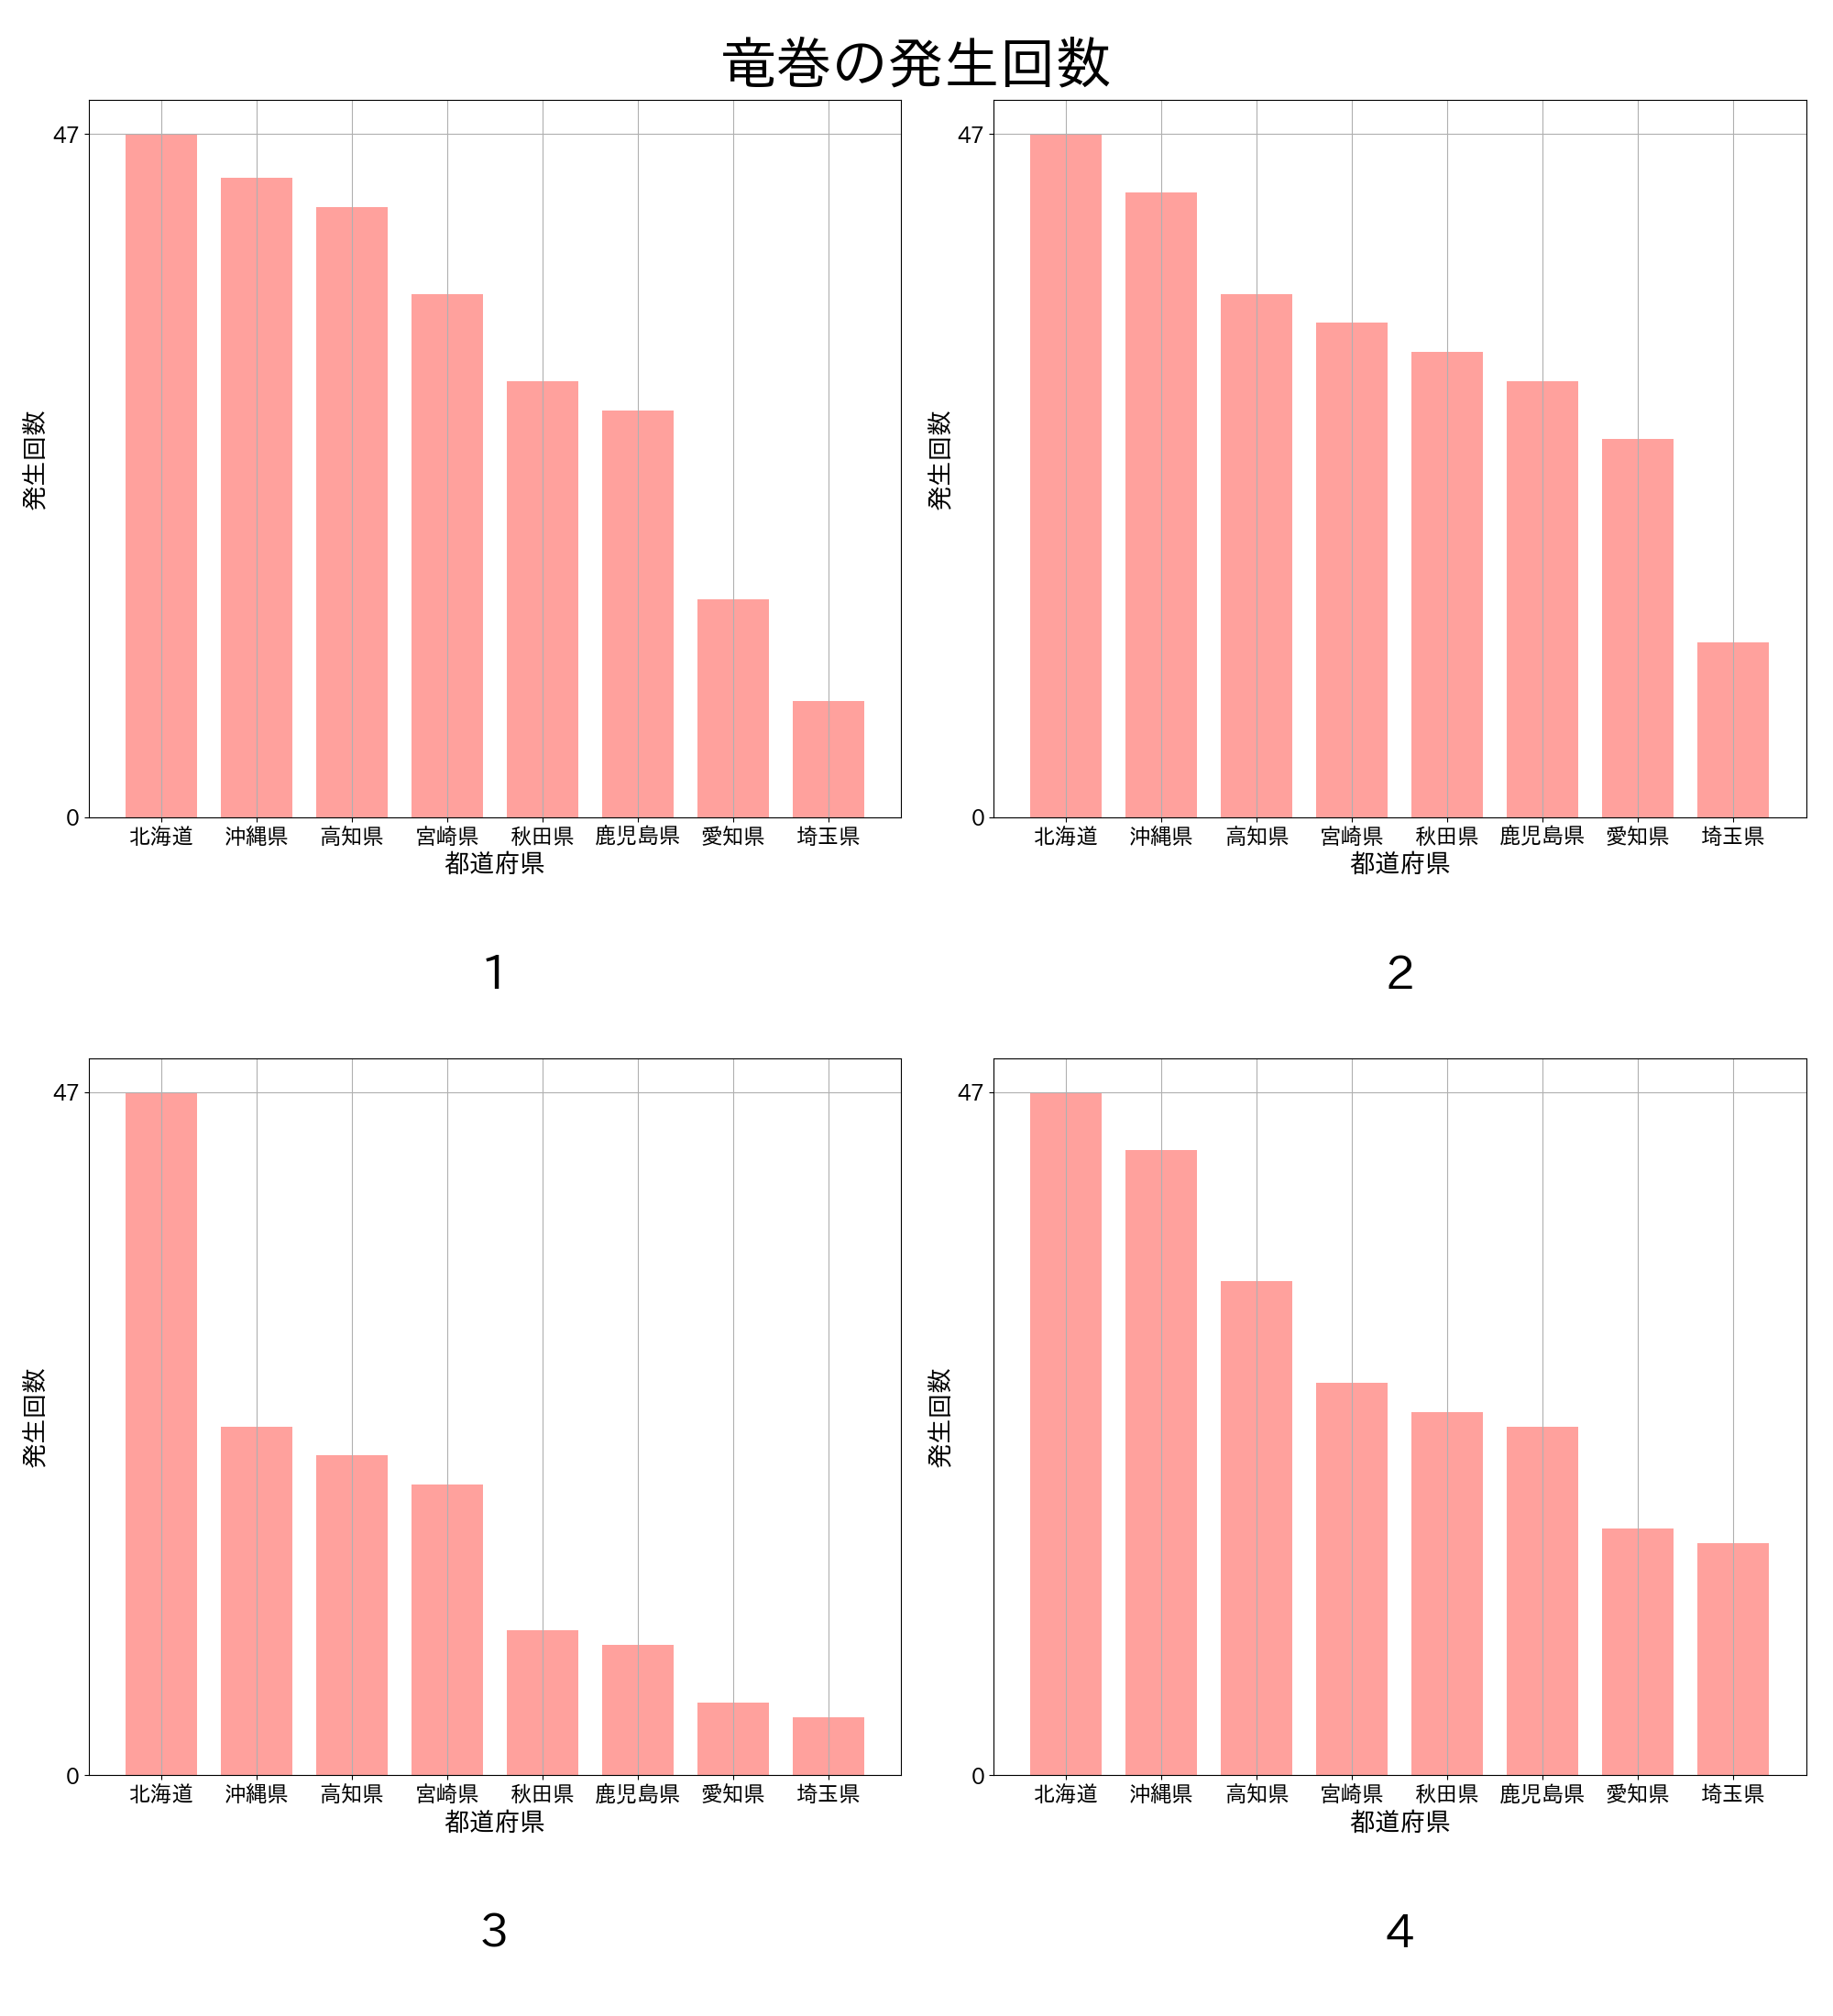 竜巻の発生回数
47
0
発生回数
北海道 沖縄県 高知県 宮崎県 秋田県 鹿児島県 愛知県 埼玉県
都道府県
1
47
0
発生回数
北海道 沖縄県 高知県 宮崎県 秋田県 鹿児島県 愛知県 埼玉県
都道府県
2
47
0
発生回数
北海道 沖縄県 高知県 宮崎県 秋田県 鹿児島県 愛知県 埼玉県
都道府県
3
47
0
発生回数
北海道 沖縄県 高知県 宮崎県 秋田県 鹿児島県 愛知県 埼玉県
都道府県
4